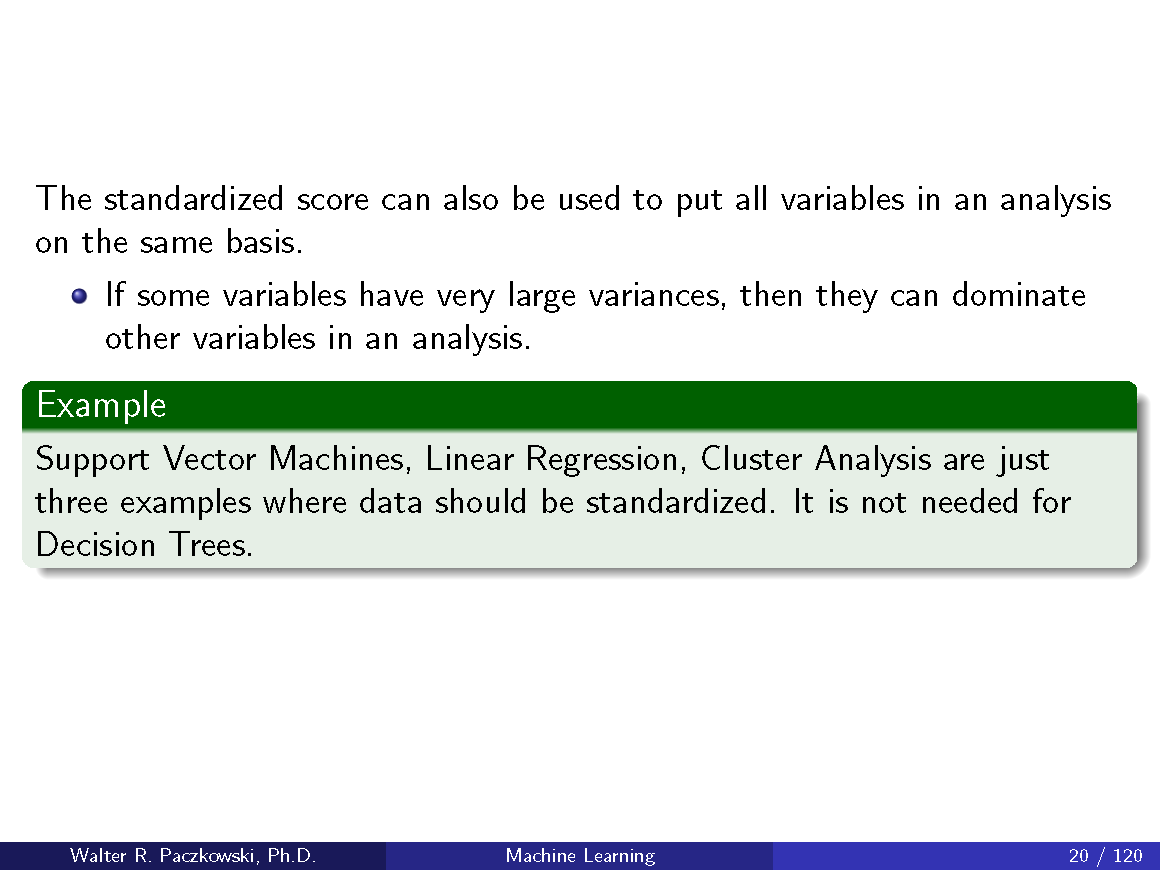 The standardized score can also be used to put all variables in an analysis
on the same basis.
If some variables have very large variances, then they can dominate
other variables in an analysis.
Example
Support Vector Machines, Linear Regression, Cluster Analysis are just
three examples where data should be standardized. It is not needed for
Decision Trees.
Walter R. Paczkowski, Ph.D. Machine Learning 20 / 120